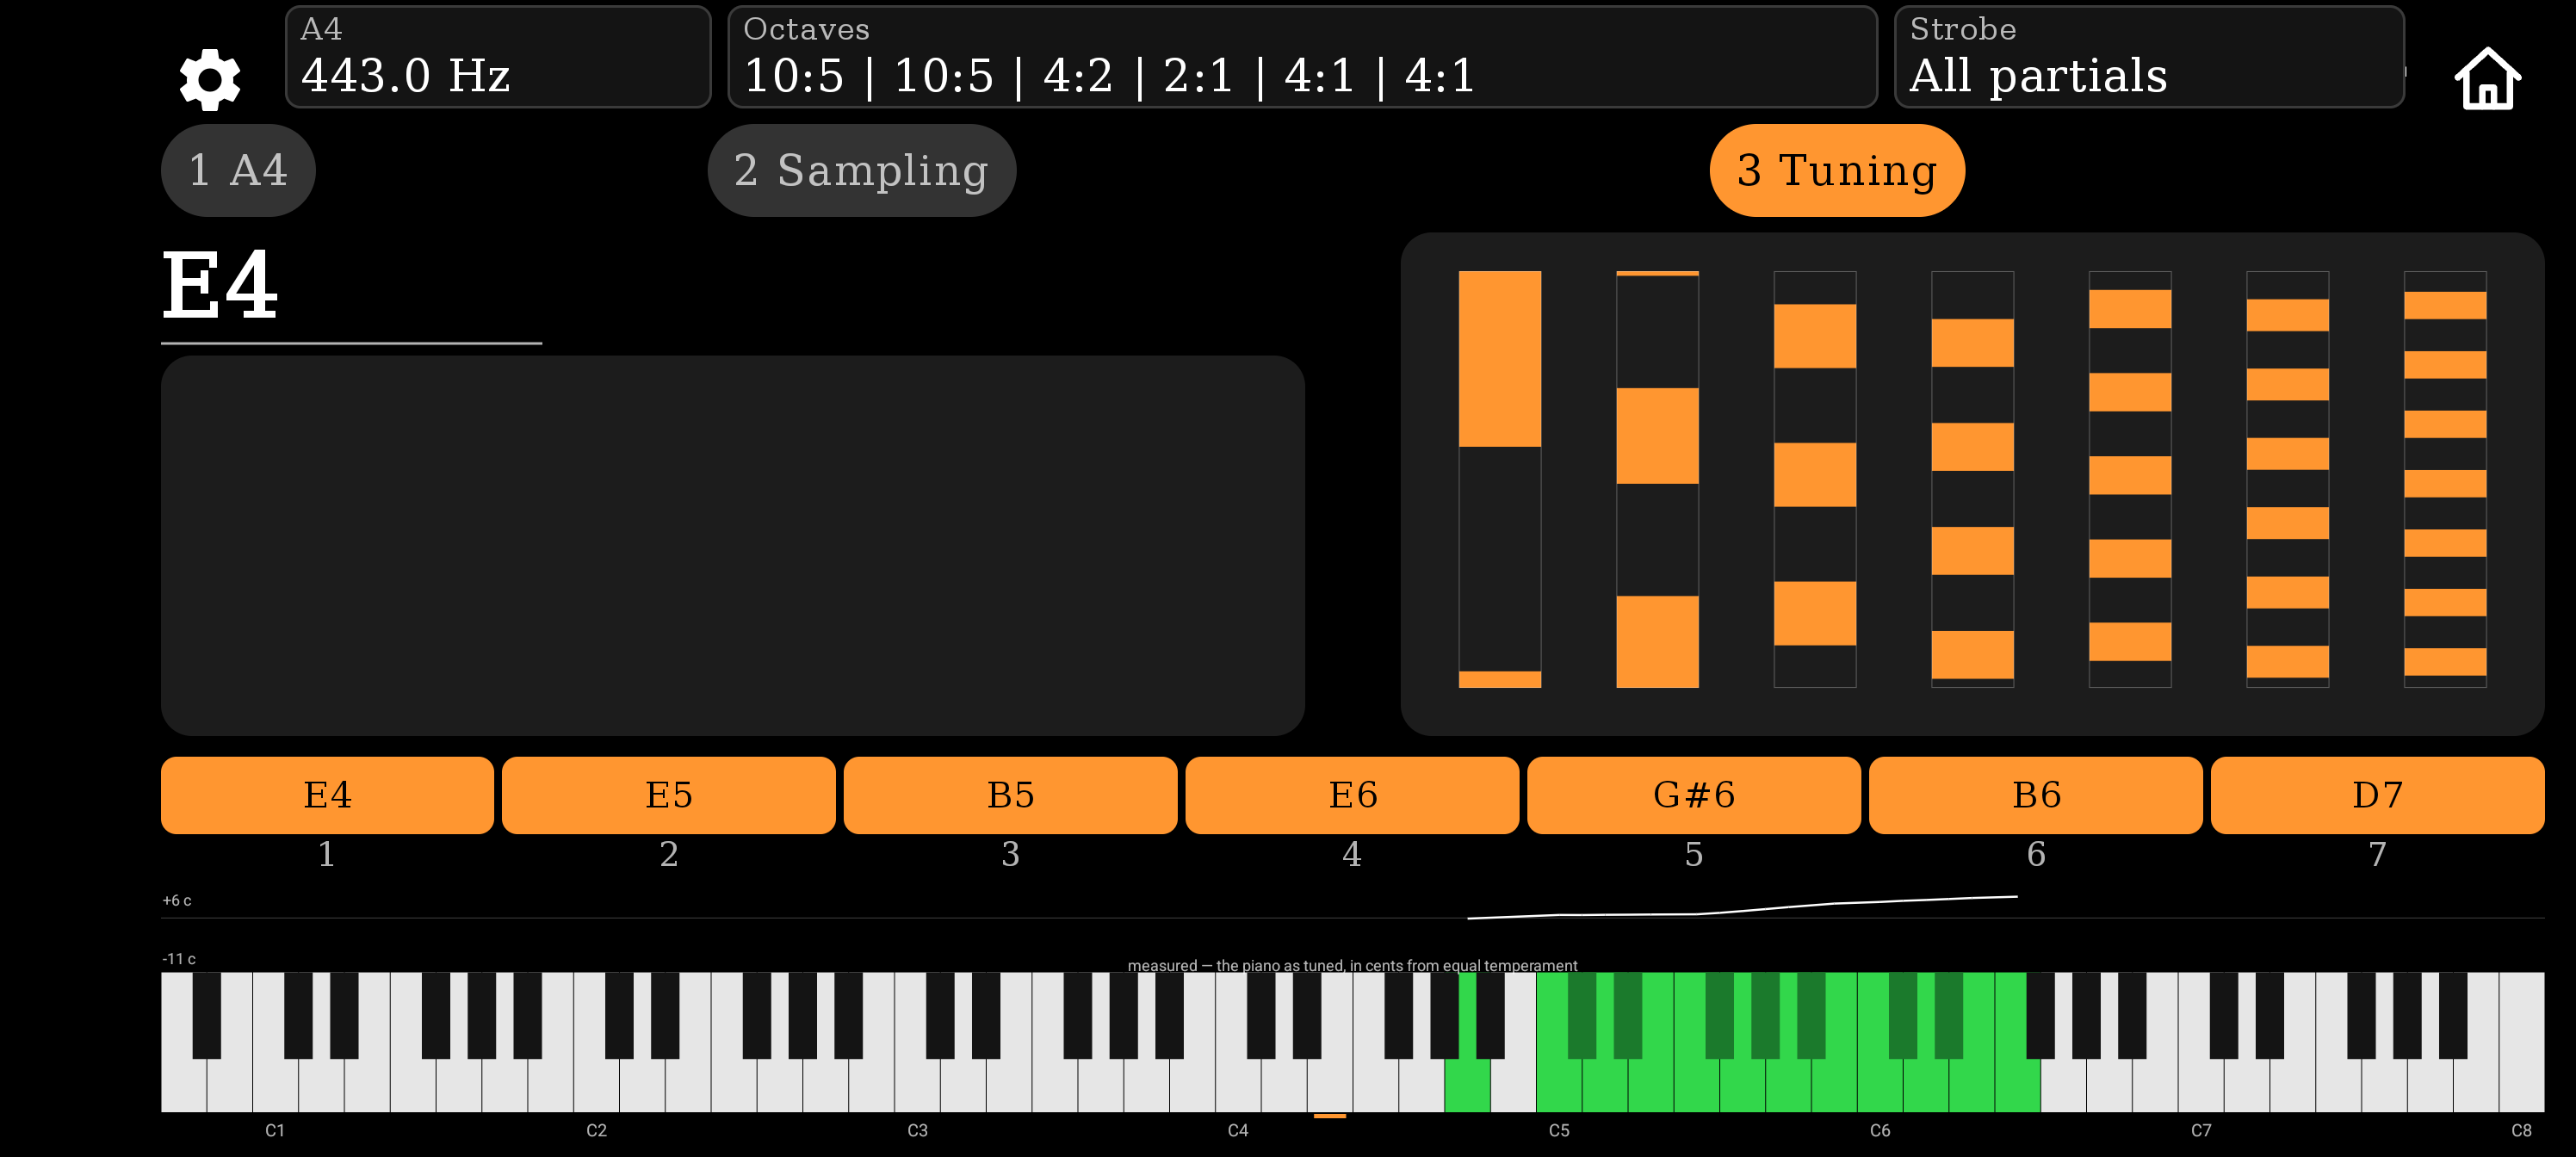 A4
443.0 Hz
Octaves
10:5 | 10:5 | 4:2 | 2:1 | 4:1 | 4:1
Strobe
All partials
1 A4
2 Sampling
3 Tuning
E4
E4 E5 B5 E6 G#6 B6 D7
1 2 3 4 5 6 7
+6 c
-11 c
measured — the piano as tuned, in cents from equal temperament
C1 C2 C3 C4 C5 C6 C7 C8